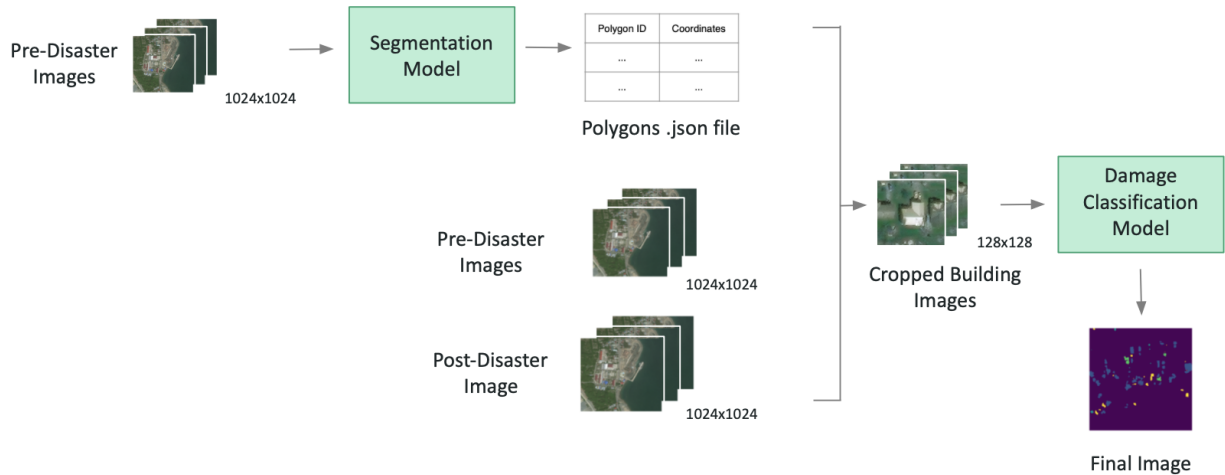 Pre-Disaster
Images
1024x1024
Segmentation
Model
Polygon ID Coordinates
... ...
... ...
Polygons .json file
Pre-Disaster
Images
1024x1024
Post-Disaster
Image
1024x1024
128x128
Cropped Building
Images
Damage
Classification
Model
Final Image